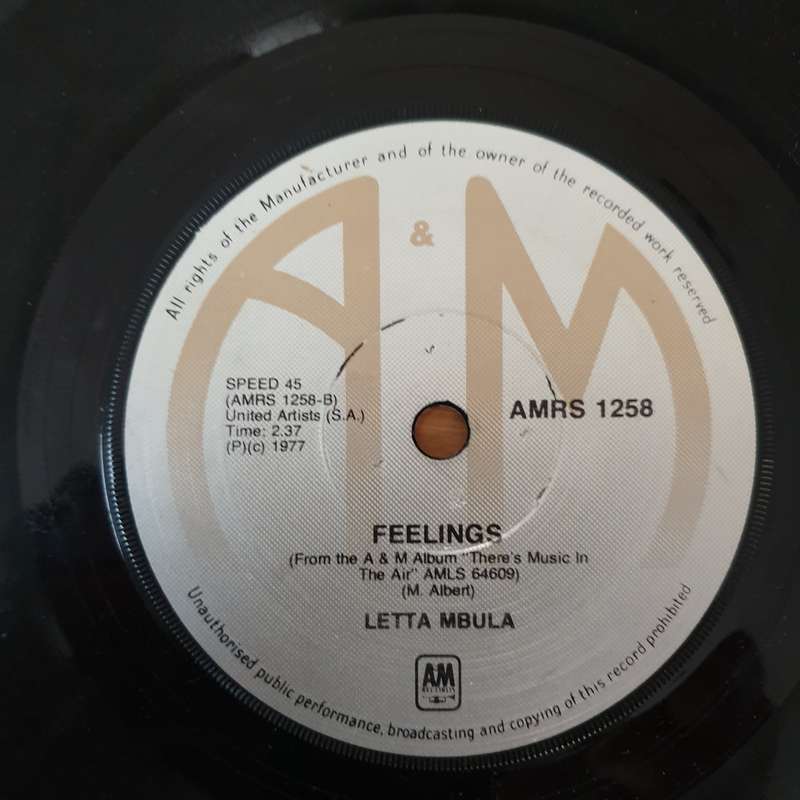 All rights of the Manufacturer and of the owner of the recorded work reserved
A & M
SPEED 45
(AMRS 1258-B)
United Artists (S.A.)
Time: 2.37
(P)(c) 1977
AMRS 1258
FEELINGS
(From the A & M Album "There's Music In
The Air" AMLS 64609)
(M. Albert)
LETTA MBULA
AM
RECORDS
Unauthorised public performance, broadcasting and copying of this record prohibited